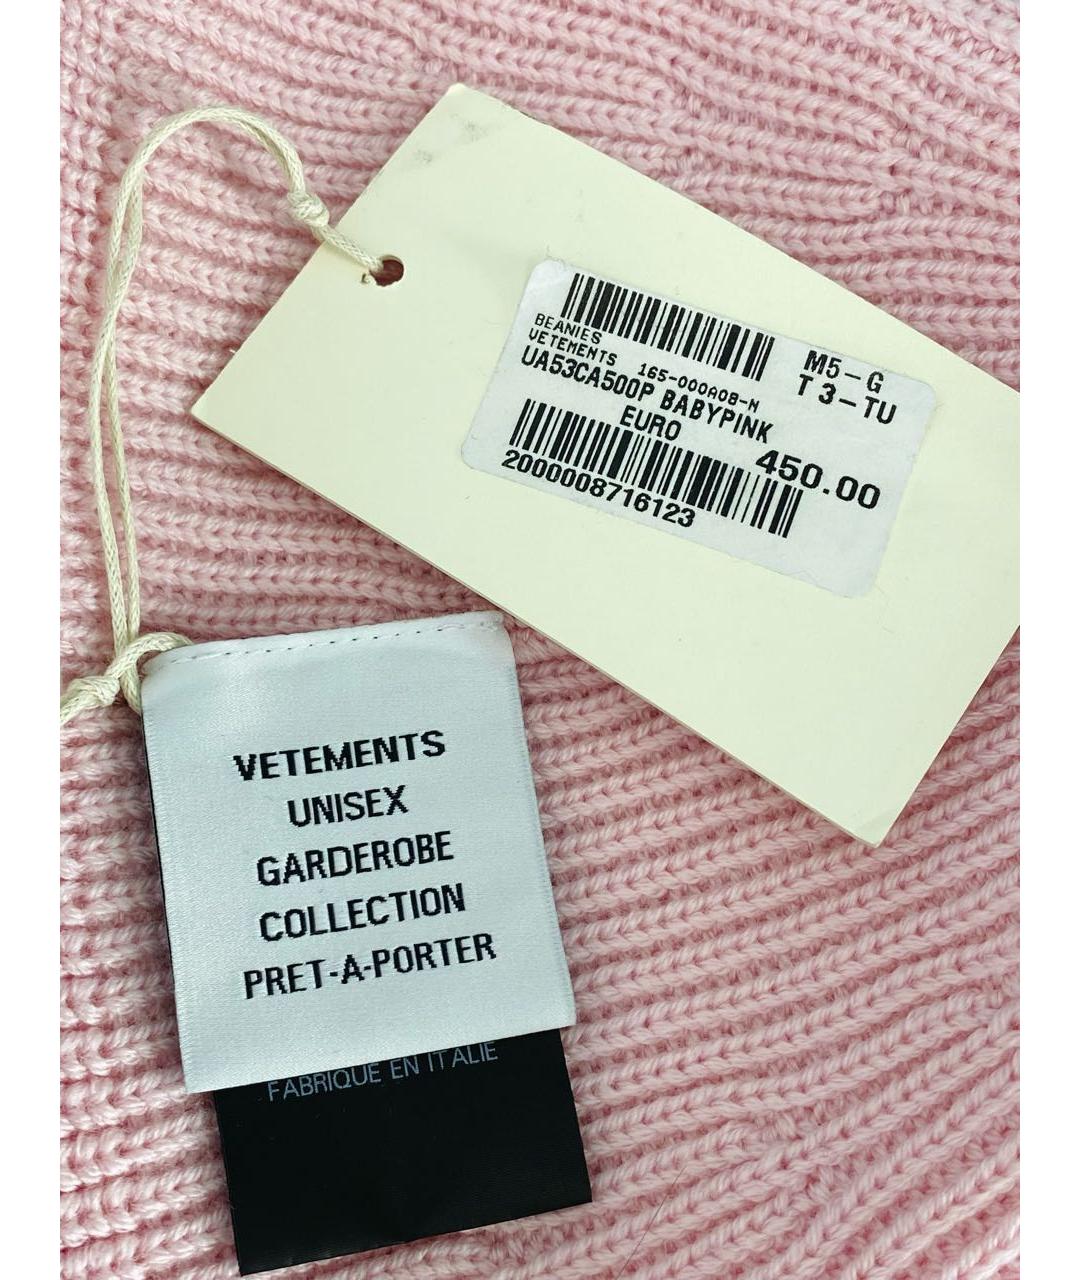 BEANIES
VETEMENTS 165-000A08-M
UA53CA500P BABYPINK
EURO
M5-G
T3-TU
450.00
2000008716123
VETEMENTS
UNISEX
GARDEROBE
COLLECTION
PRET-A-PORTER
FABRIQUE EN ITALIE